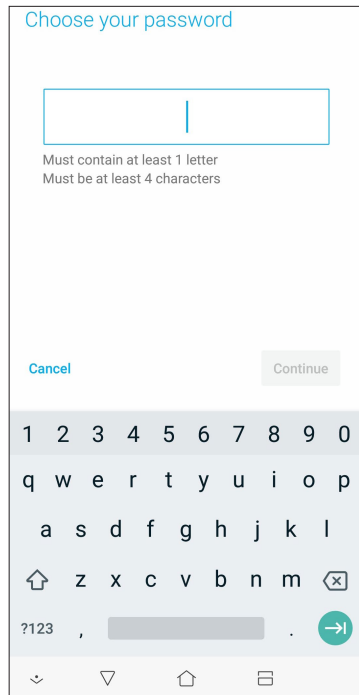 Choose your password
Must contain at least 1 letter
Must be at least 4 characters
Cancel Continue
1 2 3 4 5 6 7 8 9 0
q w e r t y u i o p
a s d f g h j k l
z x c v b n m
?123 , .